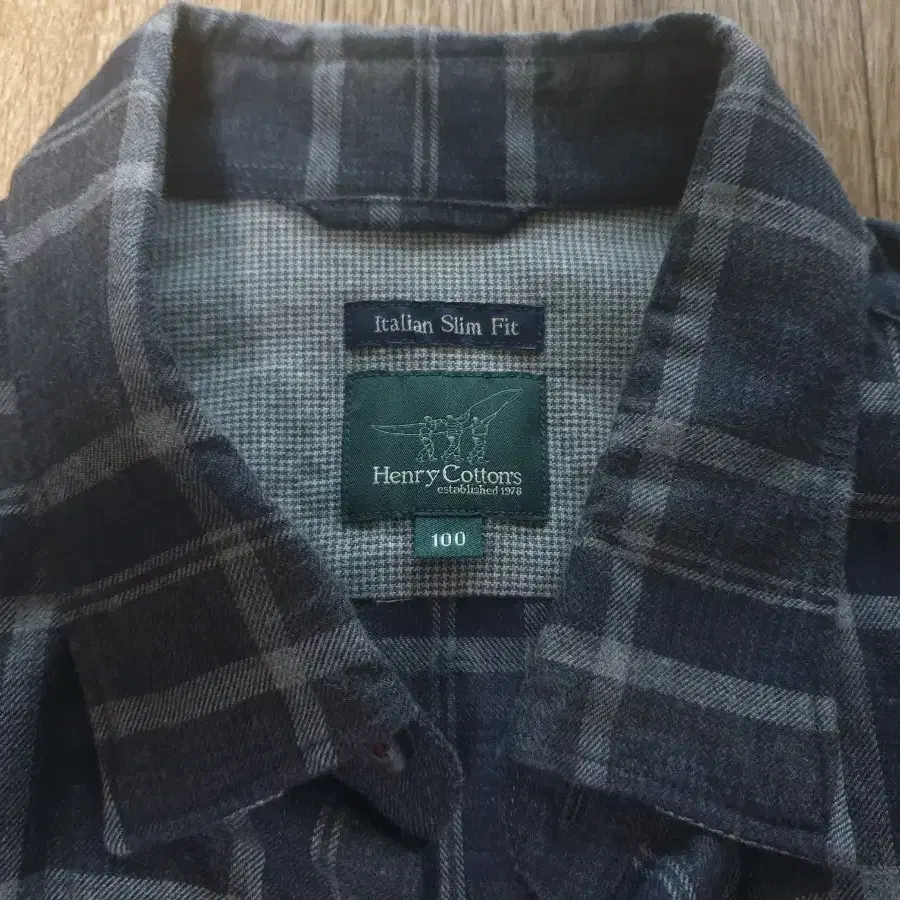 Italian Slim Fit
Henry Cotton's
established 1978
100